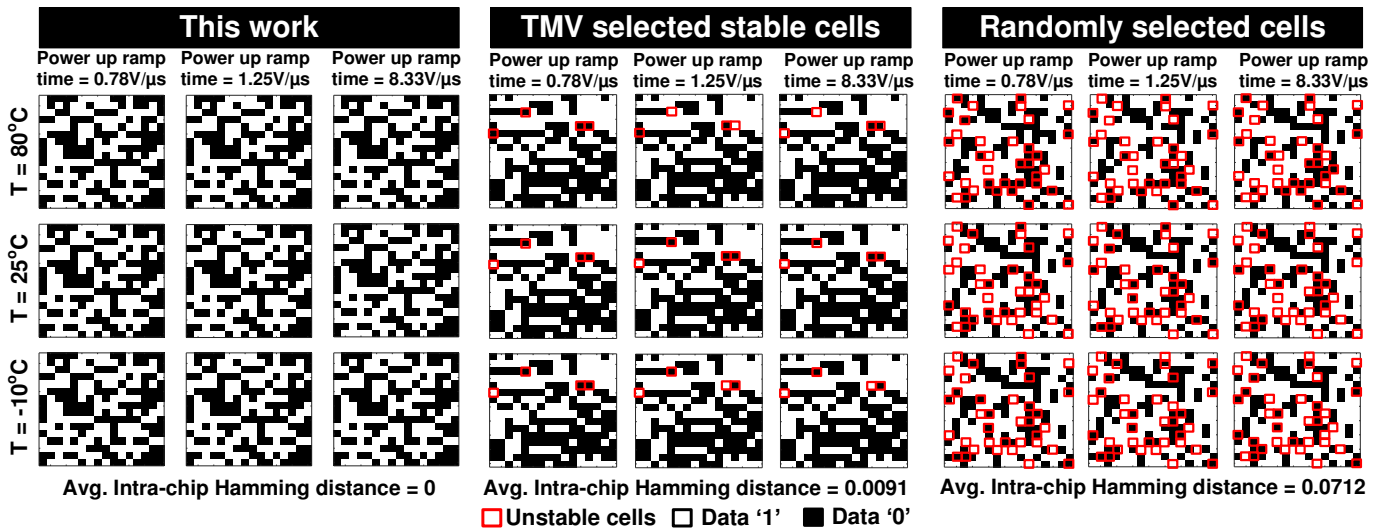 This work
TMV selected stable cells
Randomly selected cells
Power up ramp time = 0.78V/µs
Power up ramp time = 1.25V/µs
Power up ramp time = 8.33V/µs
Power up ramp time = 0.78V/µs
Power up ramp time = 1.25V/µs
Power up ramp time = 8.33V/µs
Power up ramp time = 0.78V/µs
Power up ramp time = 1.25V/µs
Power up ramp time = 8.33V/µs
T = 80°C
T = 25°C
T = -10°C
Avg. Intra-chip Hamming distance = 0
Avg. Intra-chip Hamming distance = 0.0091
Avg. Intra-chip Hamming distance = 0.0712
Unstable cells
Data ‘1’
Data ‘0’